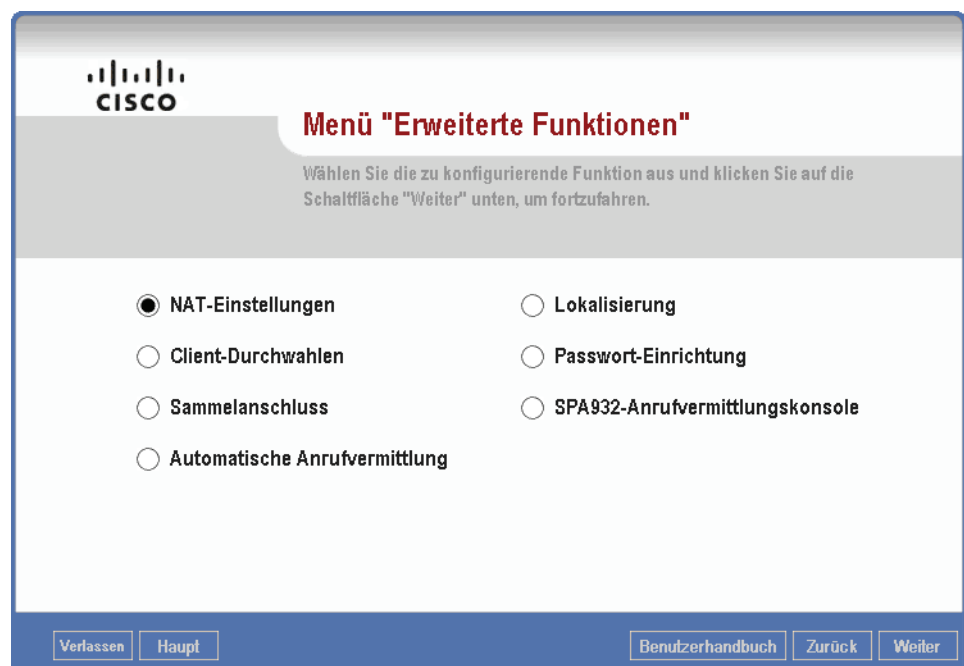 CISCO
Menü "Erweiterte Funktionen"
Wählen Sie die zu konfigurierende Funktion aus und klicken Sie auf die
Schaltfläche "Weiter" unten, um fortzufahren.
NAT-Einstellungen
Client-Durchwahlen
Sammelanschluss
Automatische Anrufvermittlung
Lokalisierung
Passwort-Einrichtung
SPA932-Anrufvermittlungskonsole
Verlassen
Haupt
Benutzerhandbuch
Zurück
Weiter